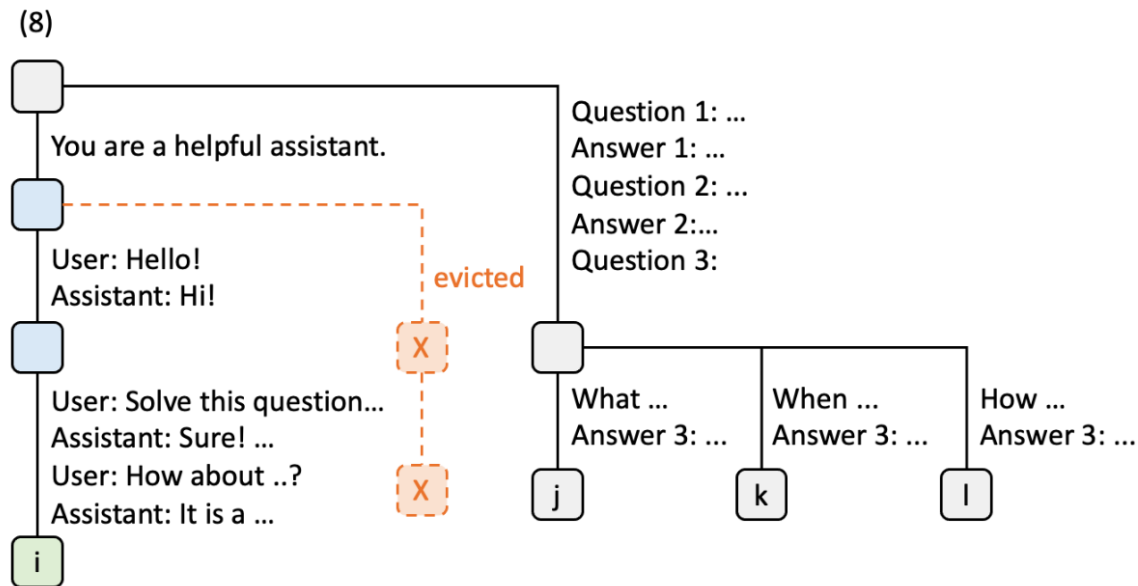 (8)
You are a helpful assistant.
User: Hello!
Assistant: Hi!
User: Solve this question...
Assistant: Sure! ...
User: How about ..?
Assistant: It is a ...
i
evicted
X
X
Question 1: ...
Answer 1: ...
Question 2: ...
Answer 2:...
Question 3:
What ...
Answer 3: ...
j
When ...
Answer 3: ...
k
How ...
Answer 3: ...
l